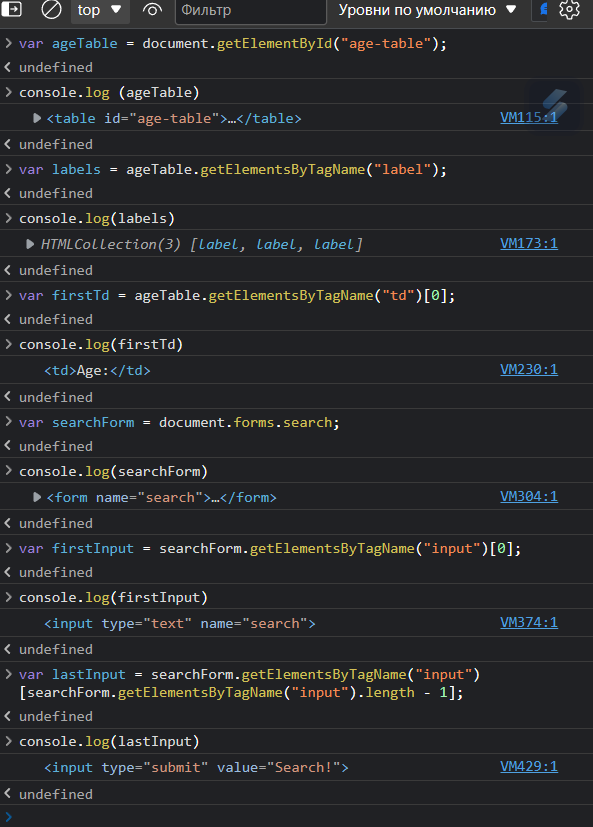 top ▼ Фильтр Уровни по умолчанию ▼
> var ageTable = document.getElementById("age-table");
< undefined
> console.log (ageTable)
▶<table id="age-table">…</table> VM115:1
< undefined
> var labels = ageTable.getElementsByTagName("label");
< undefined
> console.log(labels)
▶ HTMLCollection(3) [label, label, label] VM173:1
< undefined
> var firstTd = ageTable.getElementsByTagName("td")[0];
< undefined
> console.log(firstTd)
<td>Age:</td> VM230:1
< undefined
> var searchForm = document.forms.search;
< undefined
> console.log(searchForm)
▶<form name="search">…</form> VM304:1
< undefined
> var firstInput = searchForm.getElementsByTagName("input")[0];
< undefined
> console.log(firstInput)
<input type="text" name="search"> VM374:1
< undefined
> var lastInput = searchForm.getElementsByTagName("input")
[searchForm.getElementsByTagName("input").length - 1];
< undefined
> console.log(lastInput)
<input type="submit" value="Search!"> VM429:1
< undefined
>